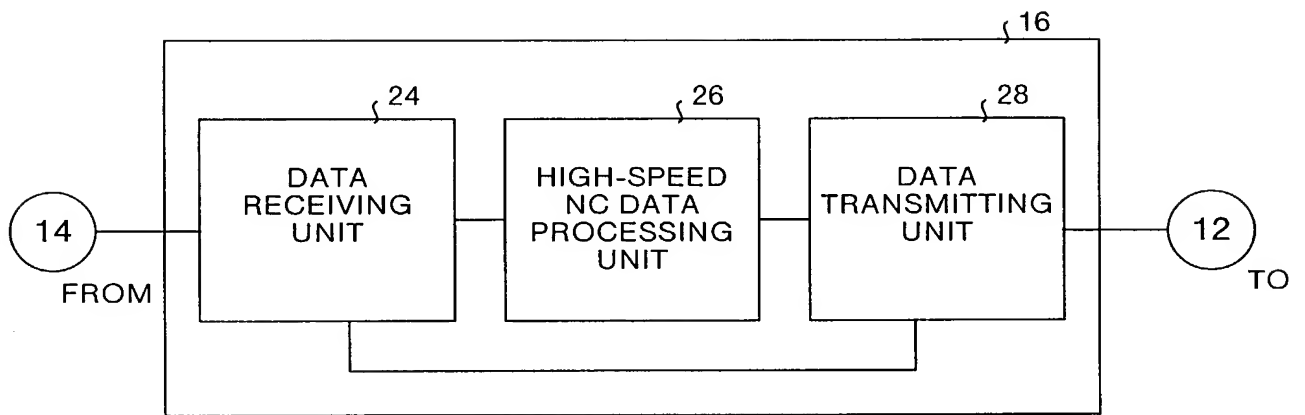 16
24
26
28
DATA
RECEIVING
UNIT
HIGH-SPEED
NC DATA
PROCESSING
UNIT
DATA
TRANSMITTING
UNIT
14
FROM
12
TO